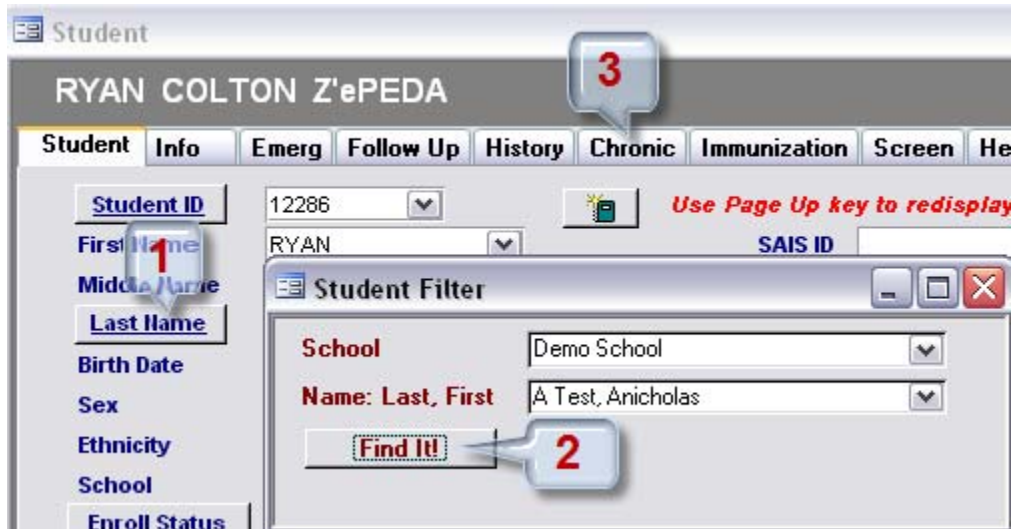 Student
RYAN COLTON Z'ePEDA
3
Student Info Emerg Follow Up History Chronic Immunization Screen He
Student ID 12286 Use Page Up key to redisplay
First Name RYAN SAIS ID
1
Middle Name Student Filter
Last Name
School Demo School
Birth Date
Name: Last, First A Test, Anicholas
Sex
Ethnicity Find It! 2
School
Enroll Status